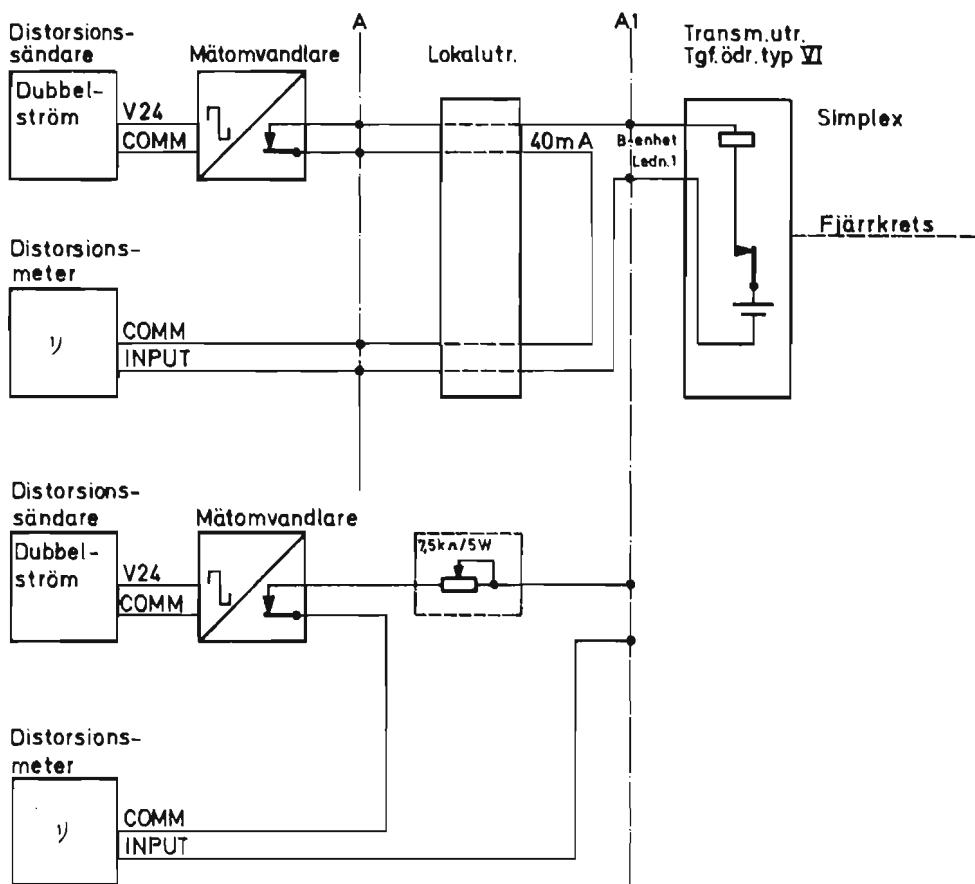 Distorsions-
sändare
Dubbel-
ström
V24
COMM
Mätomvandlare
A
Lokalutr.
40mA
A1
B-enhet
Ledn.1
Transm.utr.
Tgf.ödr.typ VI
Simplex
Fjärrkrets
Distorsions-
meter
COMM
INPUT
Distorsions-
sändare
Dubbel-
ström
V24
COMM
Mätomvandlare
7,5kΩ/5W
Distorsions-
meter
COMM
INPUT